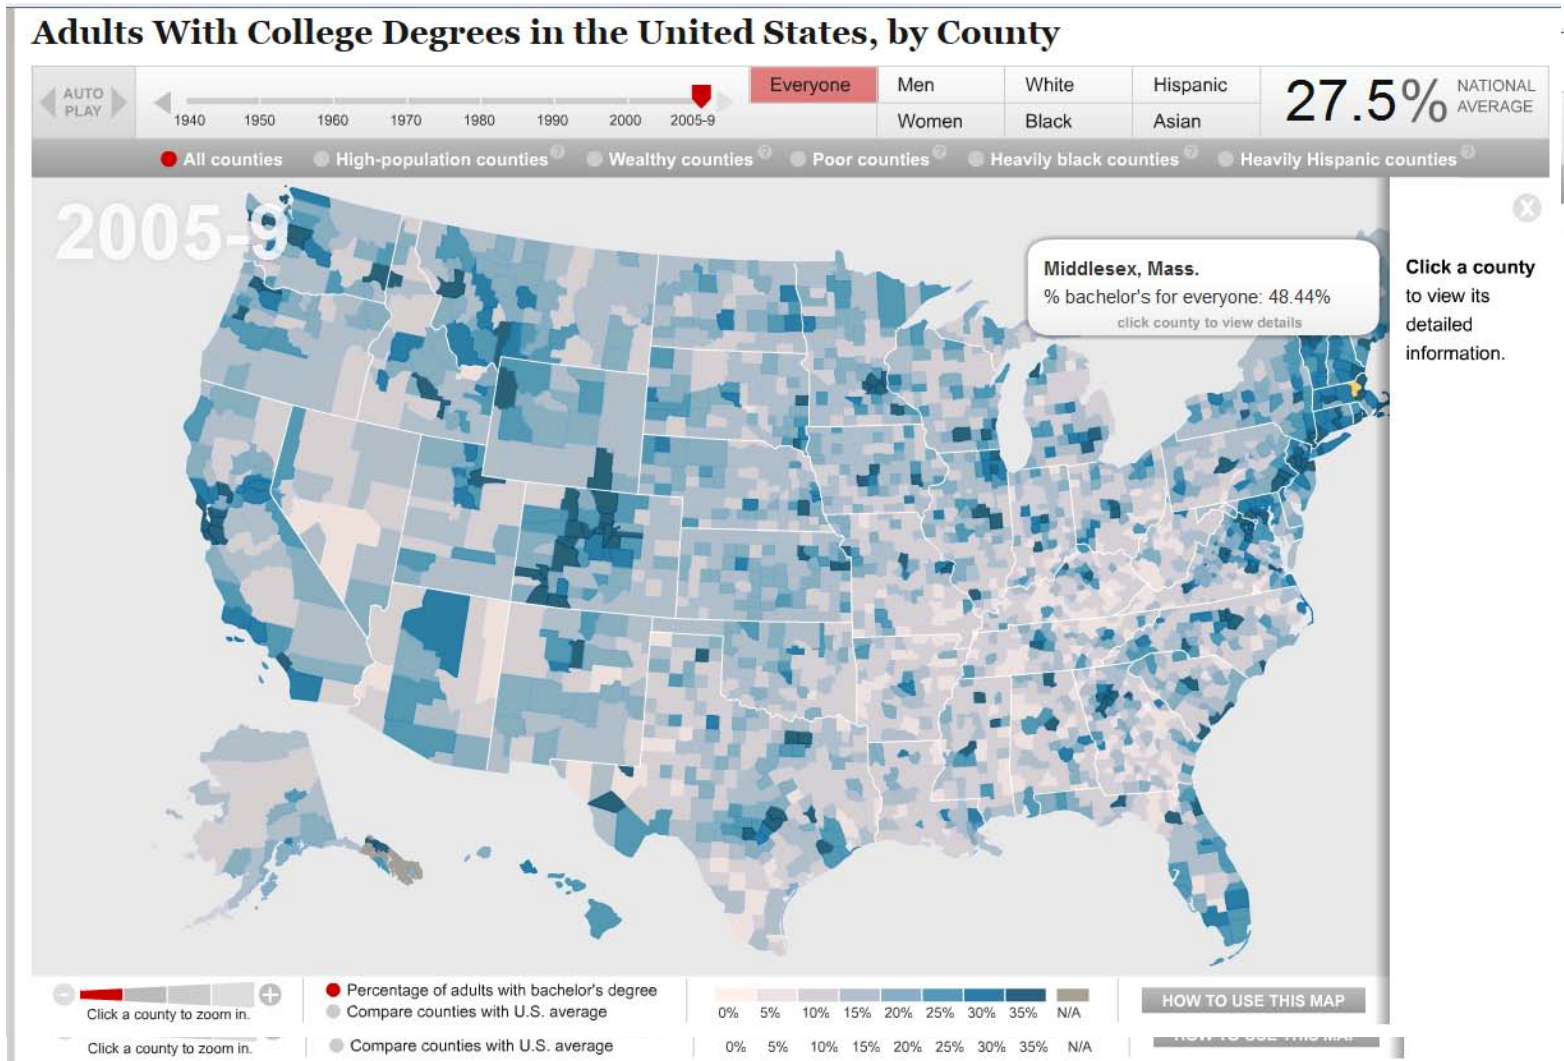 Adults With College Degrees in the United States, by County
AUTO PLAY
1940 1950 1960 1970 1980 1990 2000 2005-9
Everyone Men White Hispanic
Women Black Asian
27.5% NATIONAL AVERAGE
All counties High-population counties ? Wealthy counties ? Poor counties ? Heavily black counties ? Heavily Hispanic counties ?
2005-9
X
Middlesex, Mass.
% bachelor's for everyone: 48.44%
click county to view details
Click a county
to view its
detailed
information.
- +
Click a county to zoom in.
Percentage of adults with bachelor's degree
Compare counties with U.S. average
0% 5% 10% 15% 20% 25% 30% 35% N/A
HOW TO USE THIS MAP
Click a county to zoom in.
Compare counties with U.S. average
0% 5% 10% 15% 20% 25% 30% 35% N/A
HOW TO USE THIS MAP